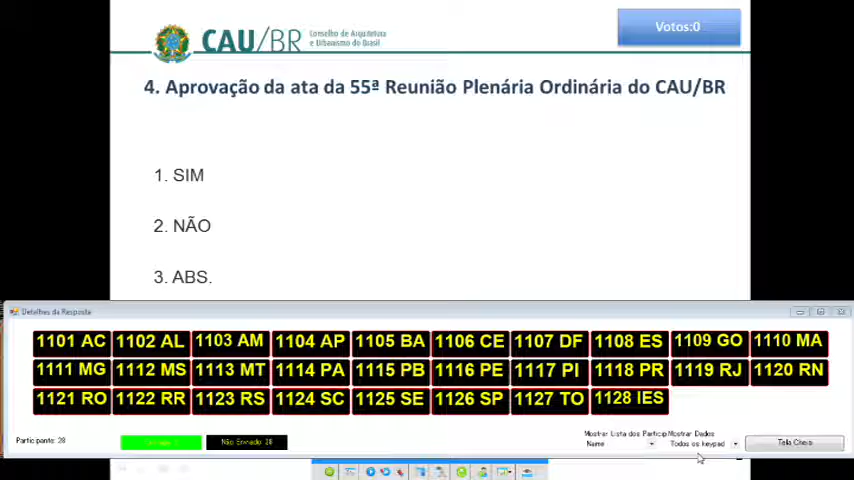 CAU/BR
Conselho de Arquitetura
e Urbanismo do Brasil
Votos:0
4. Aprovação da ata da 55ª Reunião Plenária Ordinária do CAU/BR
1. SIM
2. NÃO
3. ABS.
Detalhes da Resposta
1101 AC 1102 AL 1103 AM 1104 AP 1105 BA 1106 CE 1107 DF 1108 ES 1109 GO 1110 MA
1111 MG 1112 MS 1113 MT 1114 PA 1115 PB 1116 PE 1117 PI 1118 PR 1119 RJ 1120 RN
1121 RO 1122 RR 1123 RS 1124 SC 1125 SE 1126 SP 1127 TO 1128 IES
Mostrar Lista dos Particip Mostrar Dados
Participante: 28 Não Enviado: 28 Name Todos os keypad Tela Cheia